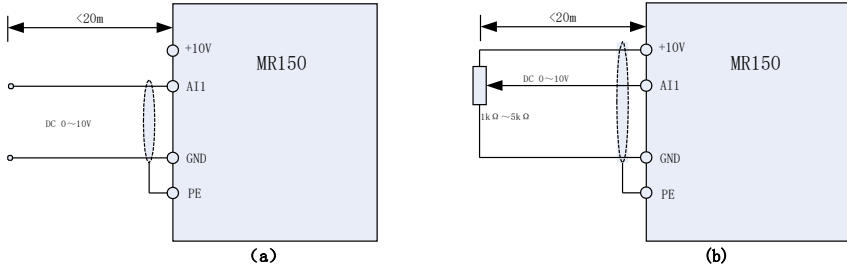 <20m
+10V
MR150
AI1
DC 0～10V
GND
PE
(a)
<20m
+10V
MR150
DC 0～10V
AI1
1kΩ～5kΩ
GND
PE
(b)